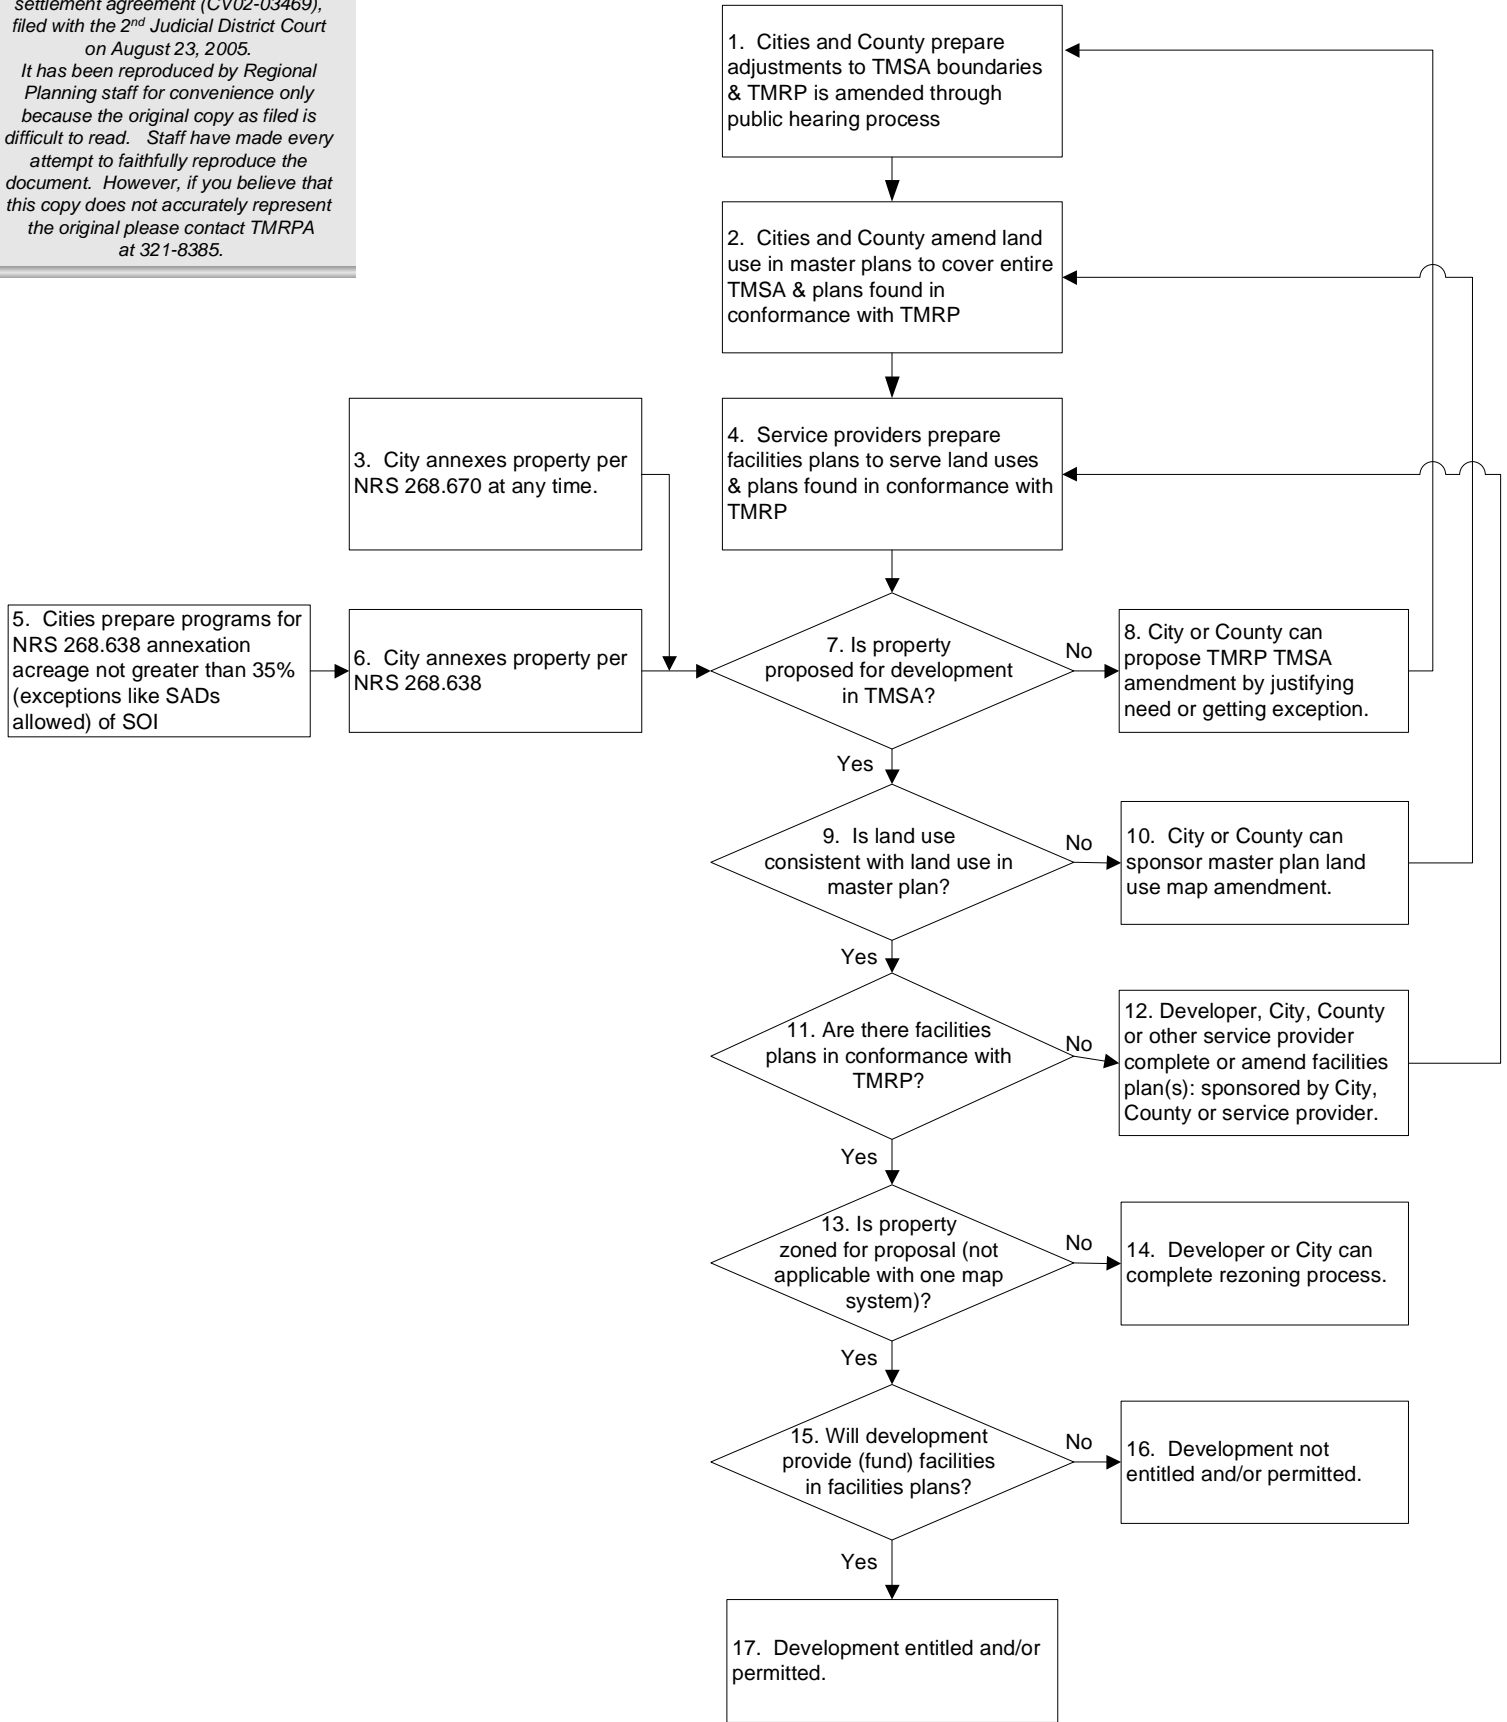 settlement agreement (CV02-03469),
filed with the 2nd Judicial District Court
on August 23, 2005.
It has been reproduced by Regional
Planning staff for convenience only
because the original copy as filed is
difficult to read. Staff have made every
attempt to faithfully reproduce the
document. However, if you believe that
this copy does not accurately represent
the original please contact TMRPA
at 321-8385.
1. Cities and County prepare
adjustments to TMSA boundaries
& TMRP is amended through
public hearing process
2. Cities and County amend land
use in master plans to cover entire
TMSA & plans found in
conformance with TMRP
3. City annexes property per
NRS 268.670 at any time.
4. Service providers prepare
facilities plans to serve land uses
& plans found in conformance with
TMRP
5. Cities prepare programs for
NRS 268.638 annexation
acreage not greater than 35%
(exceptions like SADs
allowed) of SOI
6. City annexes property per
NRS 268.638
7. Is property
proposed for development
in TMSA?
No
8. City or County can
propose TMRP TMSA
amendment by justifying
need or getting exception.
Yes
9. Is land use
consistent with land use in
master plan?
No
10. City or County can
sponsor master plan land
use map amendment.
Yes
11. Are there facilities
plans in conformance with
TMRP?
No
12. Developer, City, County
or other service provider
complete or amend facilities
plan(s): sponsored by City,
County or service provider.
Yes
13. Is property
zoned for proposal (not
applicable with one map
system)?
No
14. Developer or City can
complete rezoning process.
Yes
15. Will development
provide (fund) facilities
in facilities plans?
No
16. Development not
entitled and/or permitted.
Yes
17. Development entitled and/or
permitted.